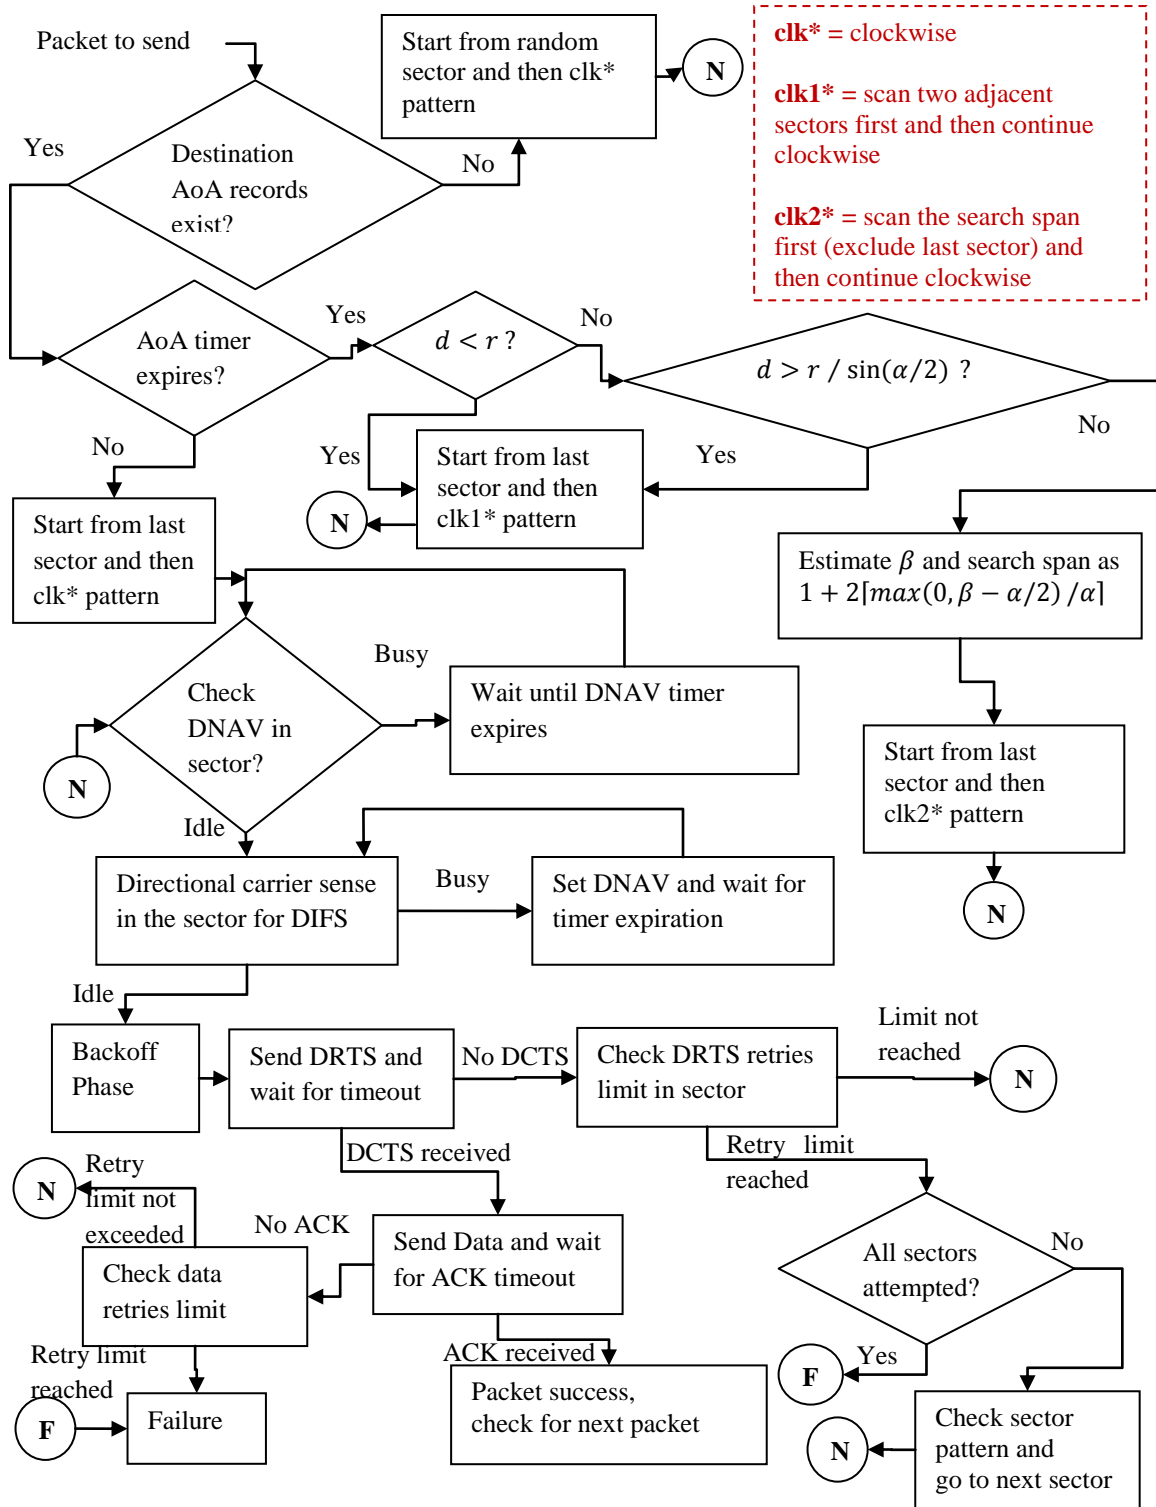 Packet to send
Start from random
sector and then clk*
pattern
N
clk* = clockwise
clk1* = scan two adjacent
sectors first and then continue
clockwise
clk2* = scan the search span
first (exclude last sector) and
then continue clockwise
Yes
Destination
AoA records
exist?
No
AoA timer
expires?
Yes
d < r ?
No
d > r / sin(α/2) ?
No
No
Yes
Start from last
sector and then
clk1* pattern
Yes
N
Start from last
sector and then
clk* pattern
Estimate β and search span as
1 + 2⌈max(0, β − α/2) /α⌉
Check
DNAV in
sector?
Busy
Wait until DNAV timer
expires
N
Start from last
sector and then
clk2* pattern
N
Idle
Directional carrier sense
in the sector for DIFS
Busy
Set DNAV and wait for
timer expiration
Idle
Backoff
Phase
Send DRTS and
wait for timeout
No DCTS
Check DRTS retries
limit in sector
Limit not
reached
N
DCTS received
Retry limit
reached
N
Retry
limit not
exceeded
No ACK
Send Data and wait
for ACK timeout
All sectors
attempted?
No
Check data
retries limit
Retry limit
reached
ACK received
Yes
F
F
Failure
Packet success,
check for next packet
N
Check sector
pattern and
go to next sector